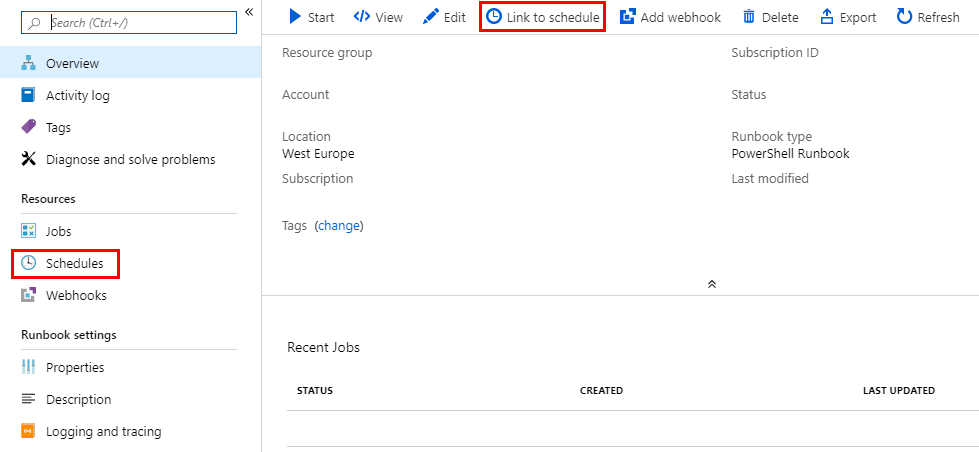 Search (Ctrl+/)
«
Overview
Activity log
Tags
Diagnose and solve problems
Resources
Jobs
Schedules
Webhooks
Runbook settings
Properties
Description
Logging and tracing
Start View Edit Link to schedule Add webhook Delete Export Refresh
Resource group Subscription ID
Account Status
Location Runbook type
West Europe PowerShell Runbook
Subscription Last modified
Tags (change)
Recent Jobs
STATUS CREATED LAST UPDATED